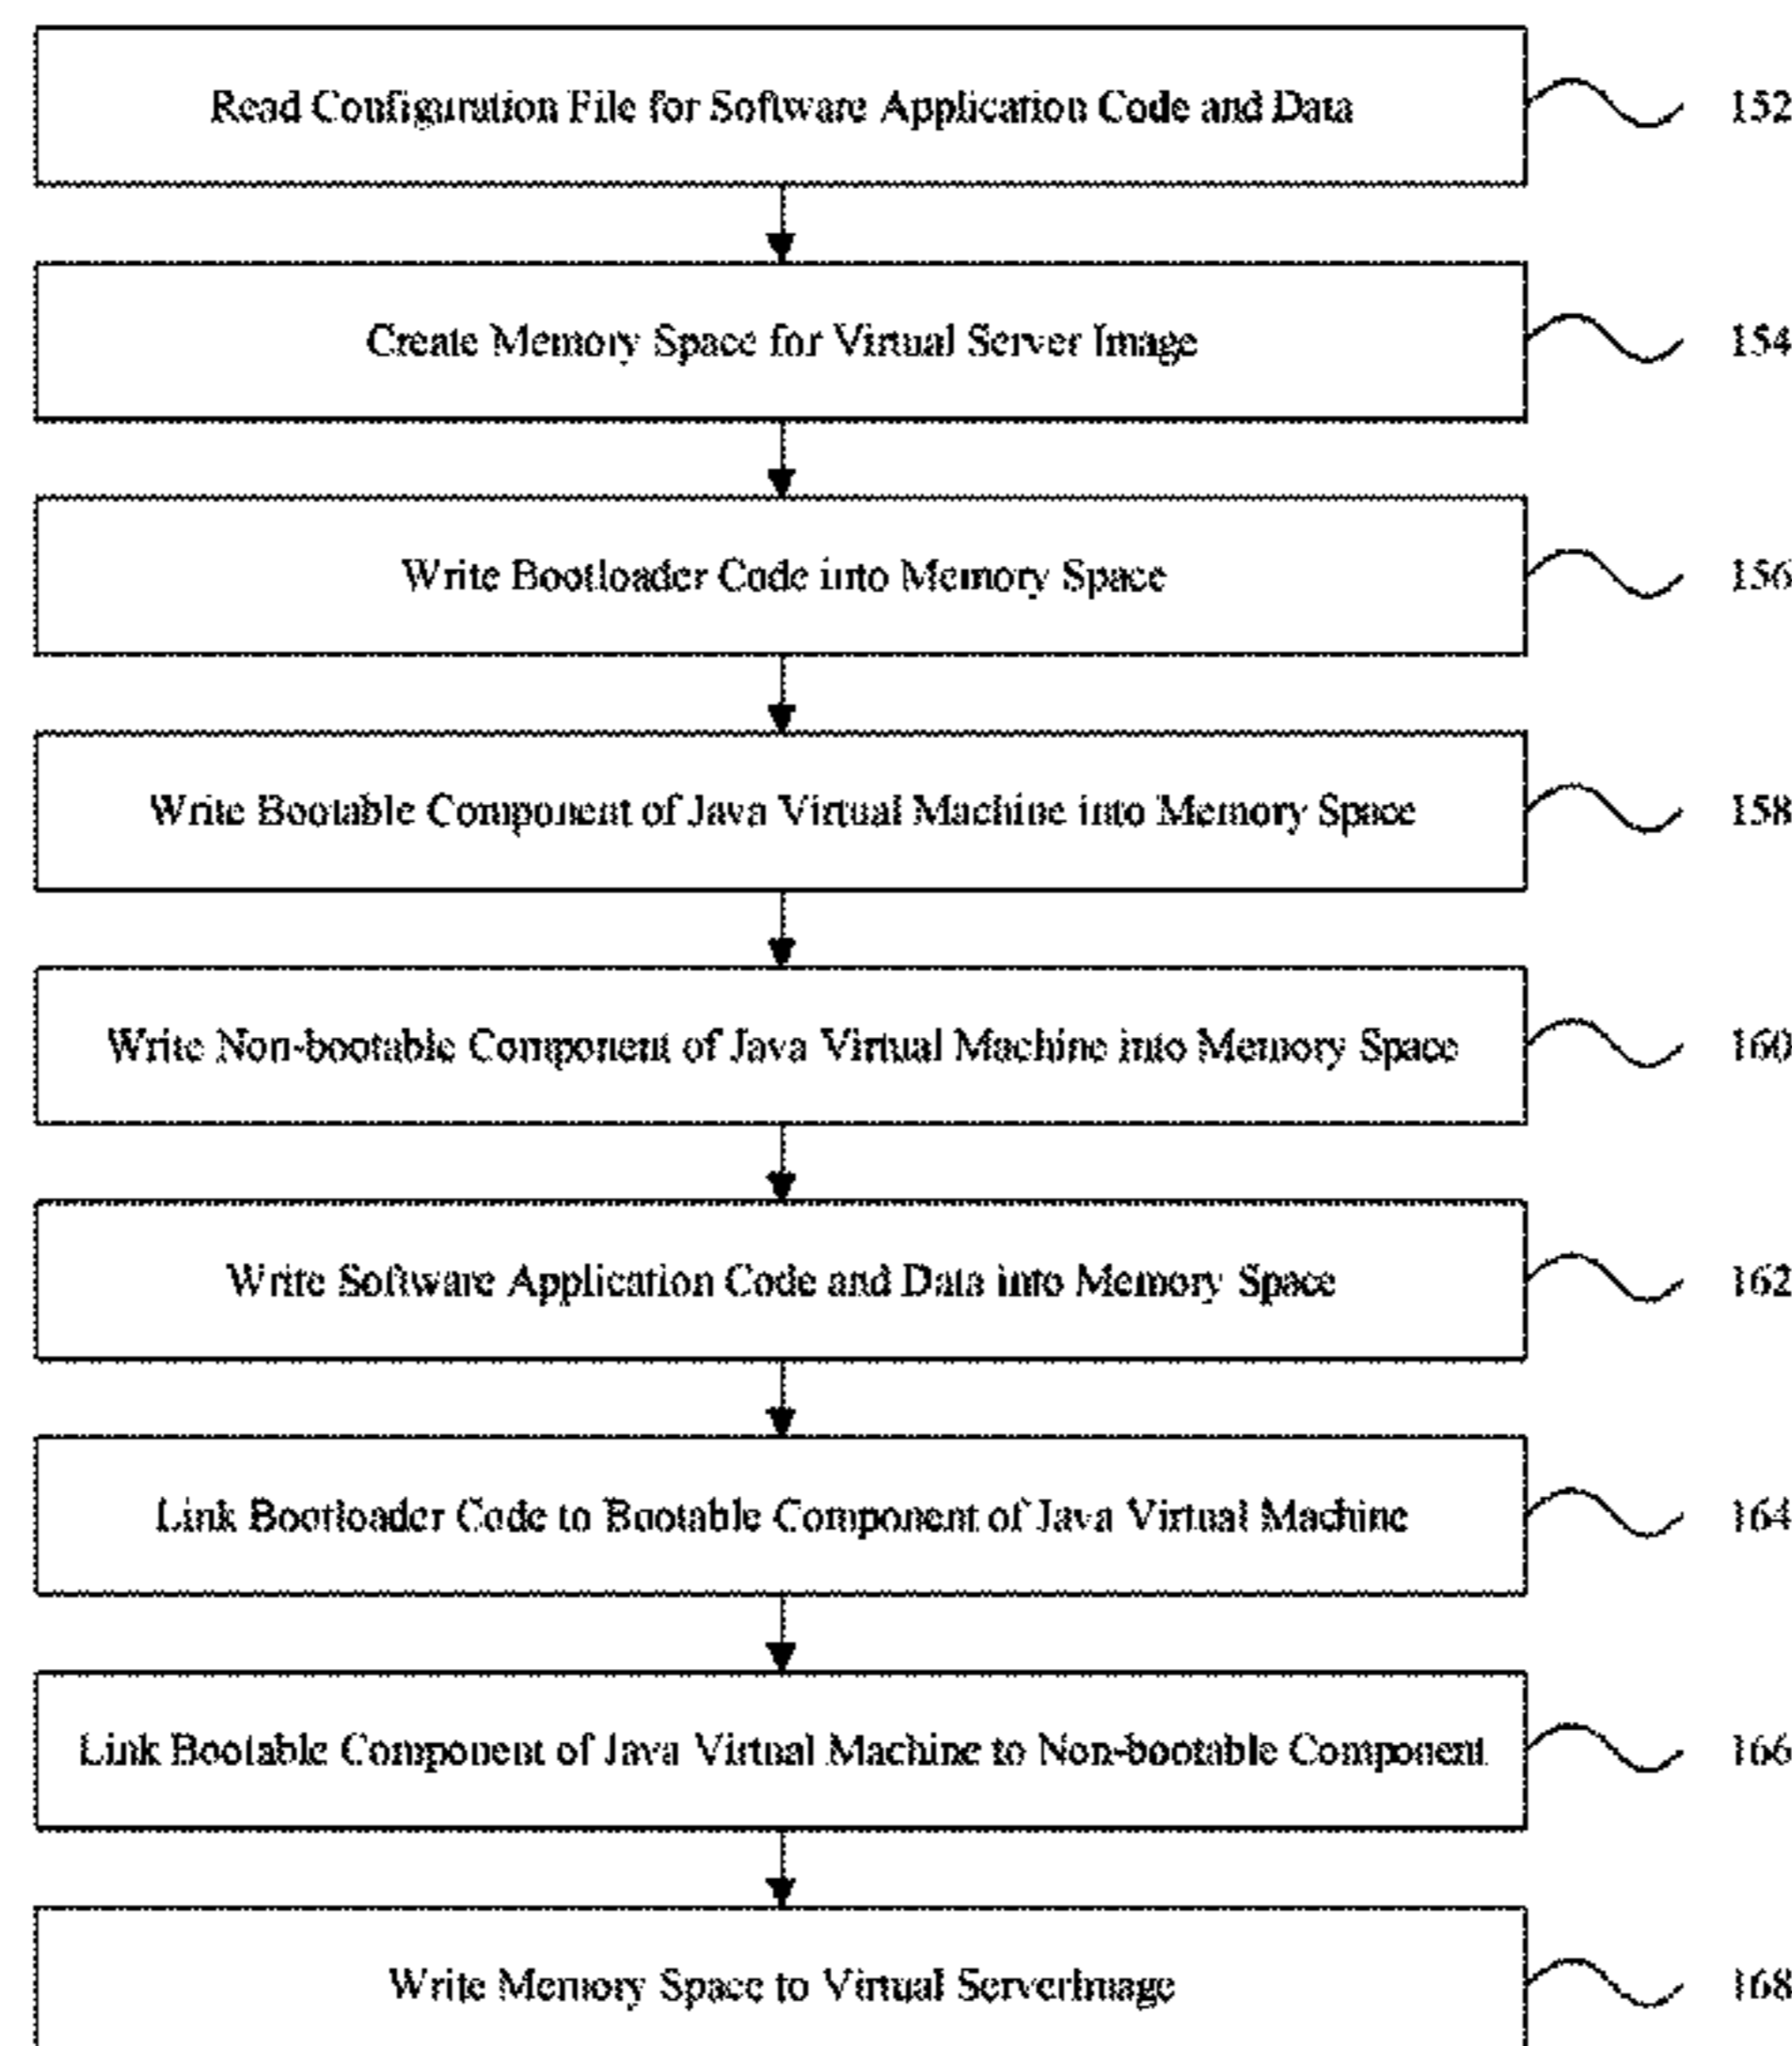 Read Configuration File for Software Application Code and Data 152
Create Memory Space for Virtual Server Image 154
Write Bootloader Code into Memory Space 156
Write Bootable Component of Java Virtual Machine into Memory Space 158
Write Non-bootable Component of Java Virtual Machine into Memory Space 160
Write Software Application Code and Data into Memory Space 162
Link Bootloader Code to Bootable Component of Java Virtual Machine 164
Link Bootable Component of Java Virtual Machine to Non-bootable Component 166
Write Memory Space to Virtual ServerImage 168